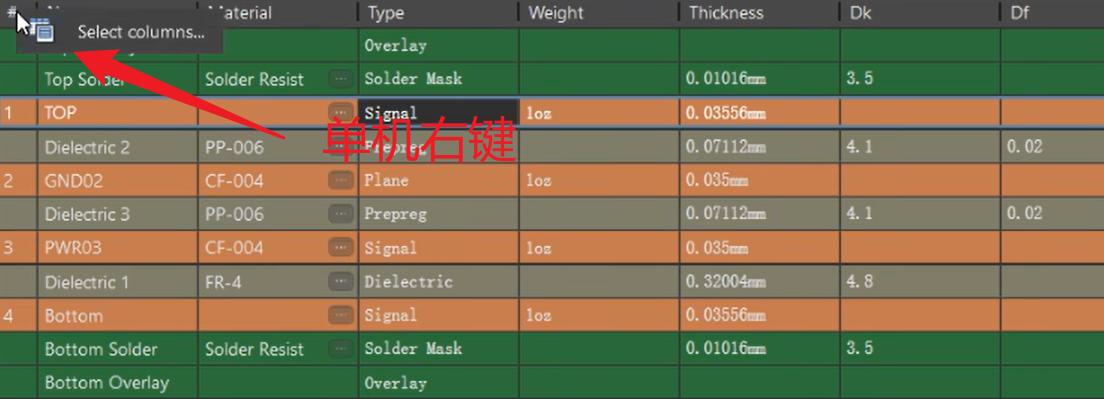 # Material Type Weight Thickness Dk Df
Select columns...
Overlay
Top Solder Solder Resist ... Solder Mask 0.01016mm 3.5
1 TOP ... Signal 1oz 0.03556mm
单机右键
Dielectric 2 PP-006 ... Prepreg 0.07112mm 4.1 0.02
2 GND02 CF-004 ... Plane 1oz 0.035mm
Dielectric 3 PP-006 ... Prepreg 0.07112mm 4.1 0.02
3 PWR03 CF-004 ... Signal 1oz 0.035mm
Dielectric 1 FR-4 ... Dielectric 0.32004mm 4.8
4 Bottom ... Signal 1oz 0.03556mm
Bottom Solder Solder Resist ... Solder Mask 0.01016mm 3.5
Bottom Overlay Overlay